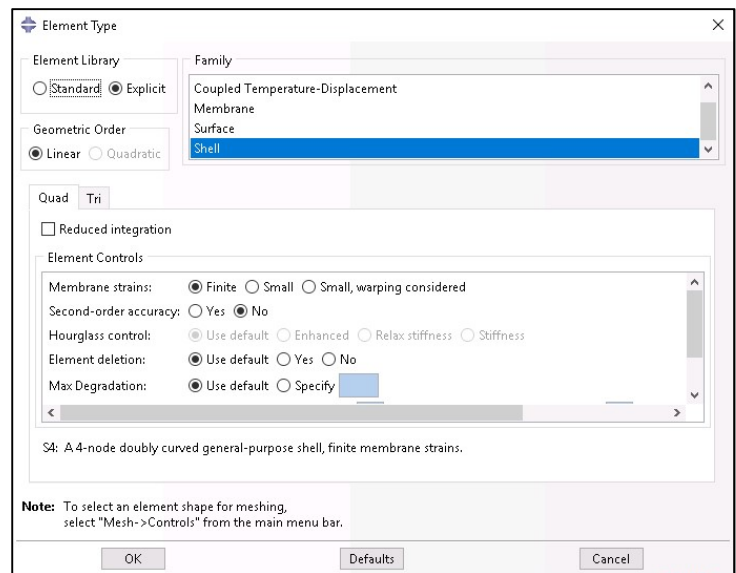 Element Type
Element Library
Standard Explicit
Family
Coupled Temperature-Displacement
Membrane
Surface
Shell
Geometric Order
Linear Quadratic
Quad Tri
Reduced integration
Element Controls
Membrane strains: Finite Small Small, warping considered
Second-order accuracy: Yes No
Hourglass control: Use default Enhanced Relax stiffness Stiffness
Element deletion: Use default Yes No
Max Degradation: Use default Specify
S4: A 4-node doubly curved general-purpose shell, finite membrane strains.
Note: To select an element shape for meshing,
select "Mesh->Controls" from the main menu bar.
OK Defaults Cancel